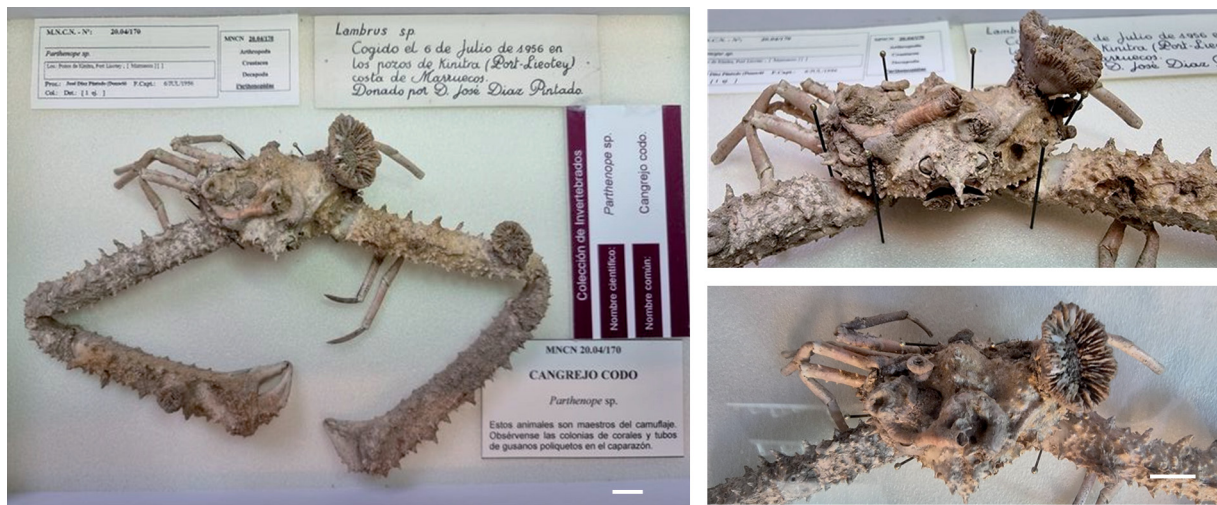 M.N.C.N. - Nº: 20.04/170
Parthenope sp.
Loc.: Pozos de Kinitra, Port Lieotey ; [ Marruecos ] [ ]
Proc.: José Díaz Pintado (Donació F.Capt.: 6/JUL/1956
Col.: Det.: [ 1 ej. ]
MNCN 20.04/170
Arthropoda
Crustacea
Decapoda
Parthenopidae
Lambrus sp.
Cogido el 6 de Julio de 1956 en
los pozos de Kinitra (Port-Lieotey)
costa de Marruecos.
Donado por D. José Diaz Pintado.
Colección de Invertebrados
Nombre científico:
Parthenope sp.
Nombre común:
Cangrejo codo.
MNCN 20.04/170
CANGREJO CODO
Parthenope sp.
Estos animales son maestros del camuflaje.
Obsérvense las colonias de corales y tubos
de gusanos poliquetos en el caparazón.